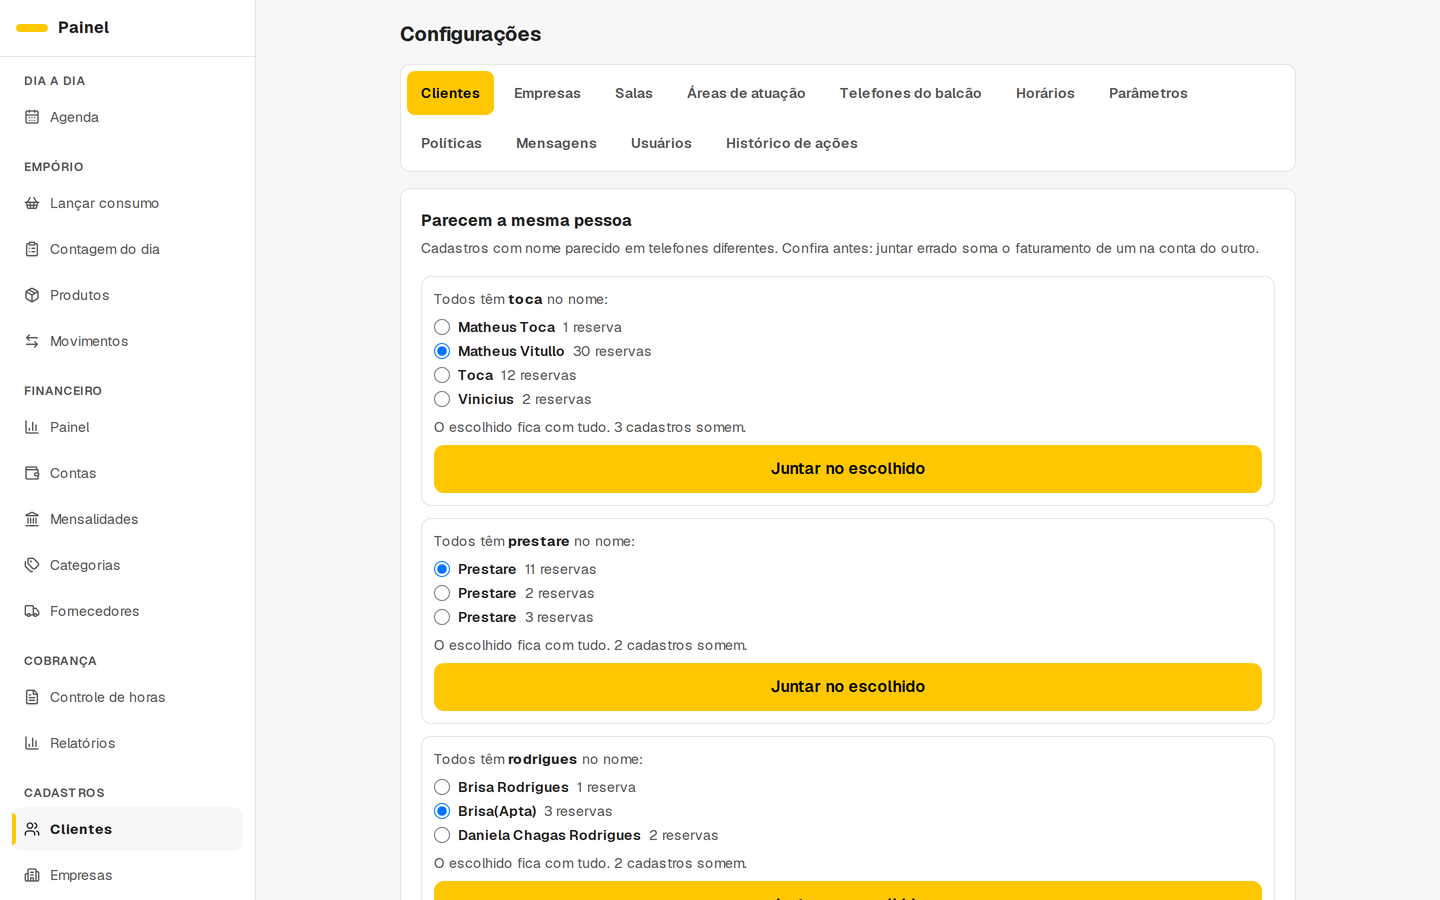 Painel
DIA A DIA
Agenda
EMPÓRIO
Lançar consumo
Contagem do dia
Produtos
Movimentos
FINANCEIRO
Painel
Contas
Mensalidades
Categorias
Fornecedores
COBRANÇA
Controle de horas
Relatórios
CADASTROS
Clientes
Empresas
Configurações
Clientes Empresas Salas Áreas de atuação Telefones do balcão Horários Parâmetros
Políticas Mensagens Usuários Histórico de ações
Parecem a mesma pessoa
Cadastros com nome parecido em telefones diferentes. Confira antes: juntar errado soma o faturamento de um na conta do outro.
Todos têm toca no nome:
Matheus Toca 1 reserva
Matheus Vitullo 30 reservas
Toca 12 reservas
Vinicius 2 reservas
O escolhido fica com tudo. 3 cadastros somem.
Juntar no escolhido
Todos têm prestare no nome:
Prestare 11 reservas
Prestare 2 reservas
Prestare 3 reservas
O escolhido fica com tudo. 2 cadastros somem.
Juntar no escolhido
Todos têm rodrigues no nome:
Brisa Rodrigues 1 reserva
Brisa(Apta) 3 reservas
Daniela Chagas Rodrigues 2 reservas
O escolhido fica com tudo. 2 cadastros somem.